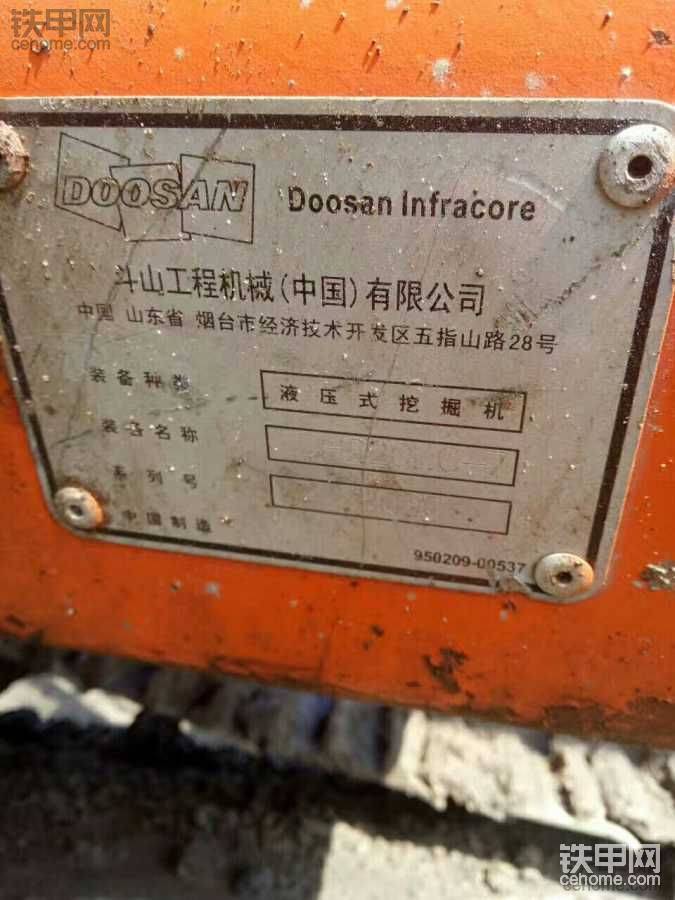 铁甲网
cehome.com
DOOSAN
Doosan Infracore
斗山工程机械(中国)有限公司
中国 山东省 烟台市经济技术开发区五指山路28号
装备种类
液压式挖掘机
装备名称
系列号
中国制造
950209-00537
铁甲网
cehome.com